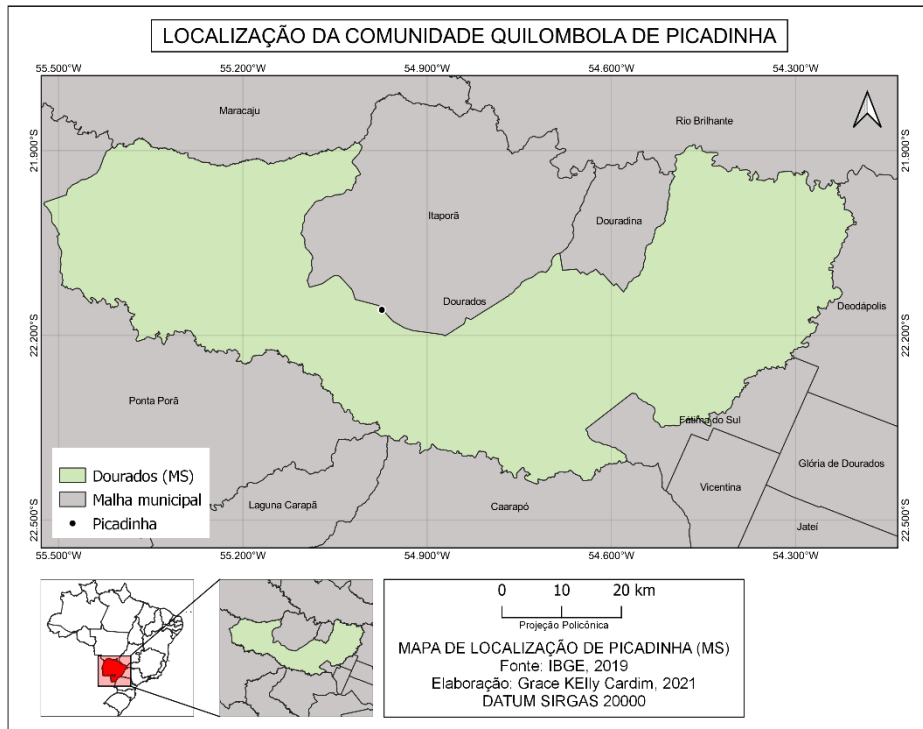 LOCALIZAÇÃO DA COMUNIDADE QUILOMBOLA DE PICADINHA
55.500°W 55.200°W 54.900°W 54.600°W 54.300°W
Maracaju
Rio Brilhante
21.900°S 21.900°S
Itaporã
Douradina
Dourados
Deodápolis
22.200°S 22.200°S
Ponta Porã
Fátima do Sul
Glória de Dourados
Vicentina
Laguna Carapã
Caarapó
Jateí
22.500°S 22.500°S
Dourados (MS)
Malha municipal
Picadinha
55.500°W 55.200°W 54.900°W 54.600°W 54.300°W
0 10 20 km
Projeção Policônica
MAPA DE LOCALIZAÇÃO DE PICADINHA (MS)
Fonte: IBGE, 2019
Elaboração: Grace KElly Cardim, 2021
DATUM SIRGAS 20000